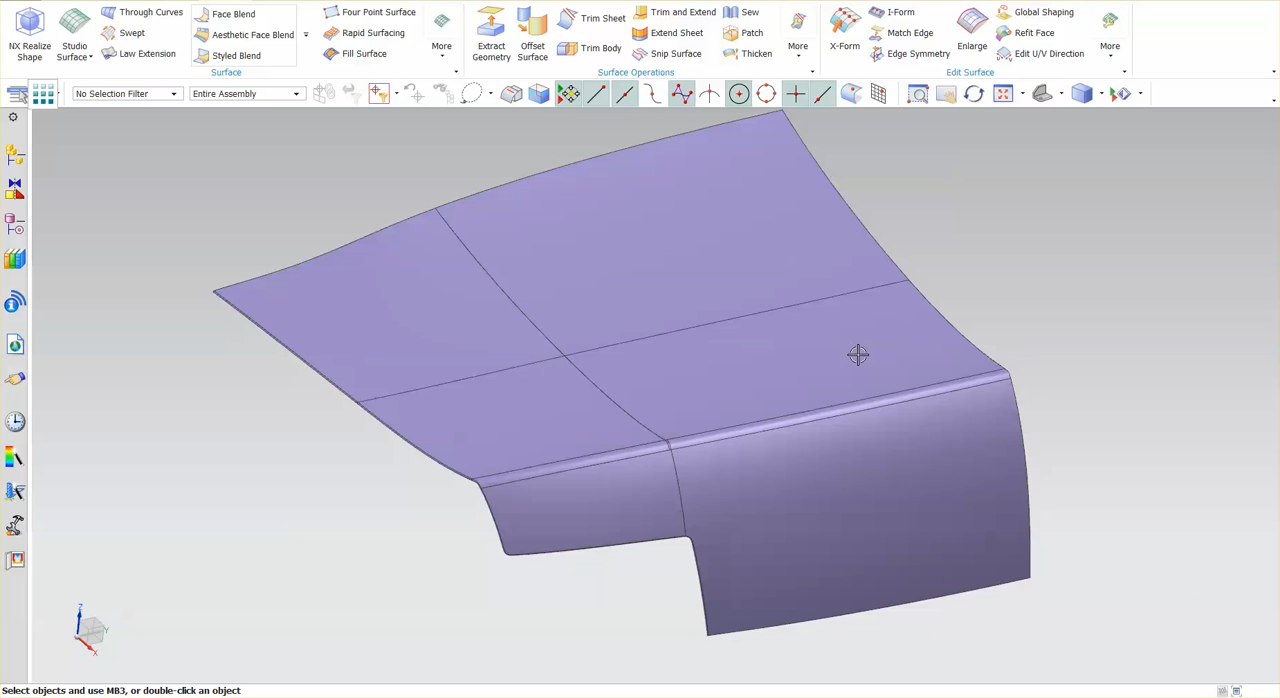 NX Realize Shape
Studio Surface
Through Curves
Swept
Law Extension
Face Blend
Aesthetic Face Blend
Styled Blend
Four Point Surface
Rapid Surfacing
Fill Surface
More
Surface
Extract Geometry
Offset Surface
Trim Sheet
Trim Body
Trim and Extend
Extend Sheet
Snip Surface
Sew
Patch
Thicken
More
Surface Operations
X-Form
I-Form
Match Edge
Edge Symmetry
Enlarge
Global Shaping
Refit Face
Edit U/V Direction
More
Edit Surface
No Selection Filter
Entire Assembly
Z
Y
X
Select objects and use MB3, or double-click an object